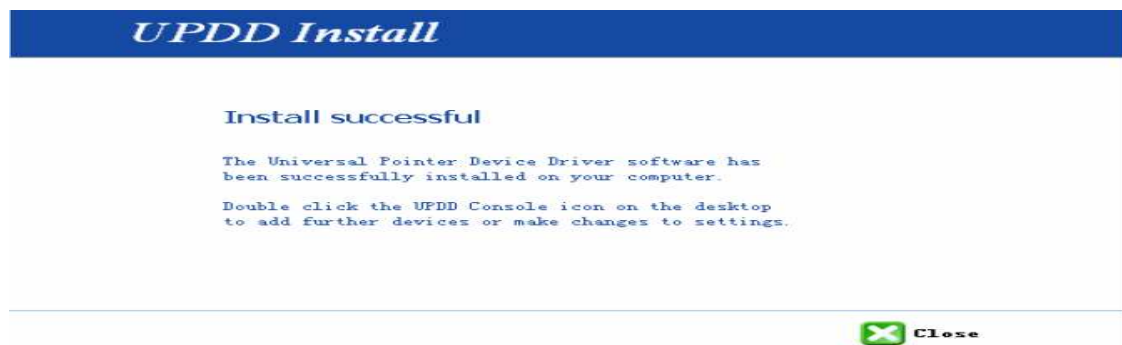 UPDD Install
Install successful
The Universal Pointer Device Driver software has
been successfully installed on your computer.
Double click the UPDD Console icon on the desktop
to add further devices or make changes to settings.
Close